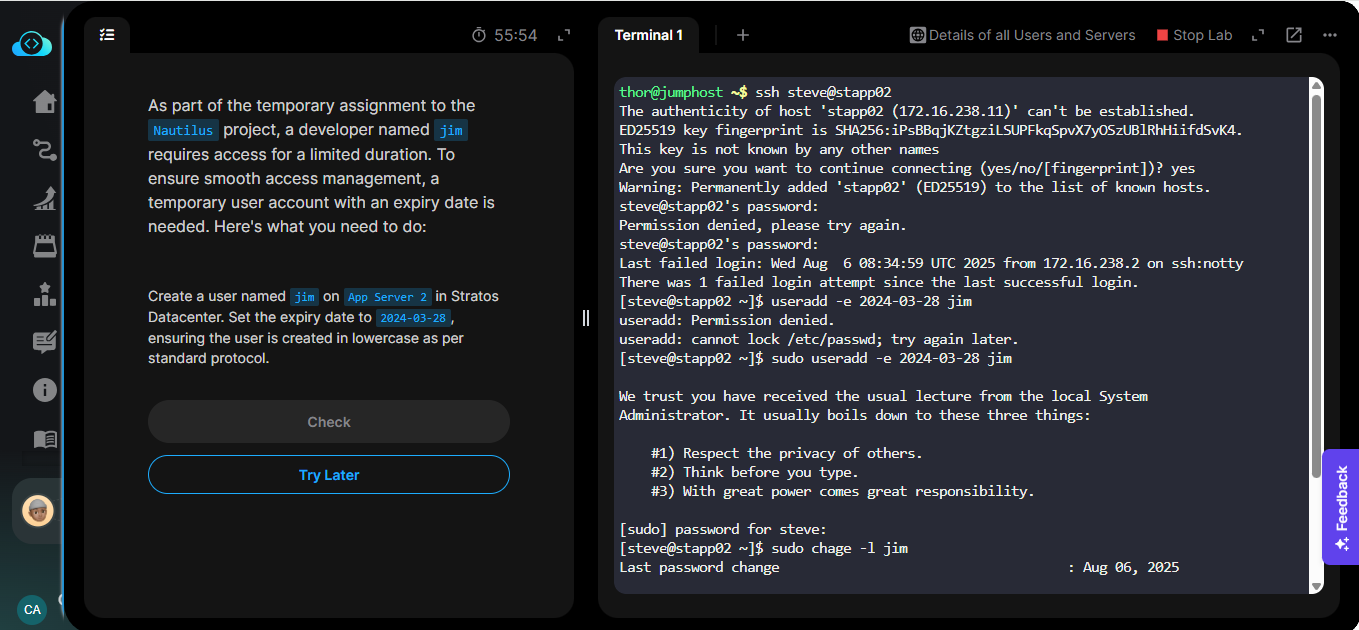 55:54
Terminal 1
+
Details of all Users and Servers
Stop Lab
As part of the temporary assignment to the
Nautilus project, a developer named jim
requires access for a limited duration. To
ensure smooth access management, a
temporary user account with an expiry date is
needed. Here's what you need to do:
Create a user named jim on App Server 2 in Stratos
Datacenter. Set the expiry date to 2024-03-28,
ensuring the user is created in lowercase as per
standard protocol.
Check
Try Later
thor@jumphost ~$ ssh steve@stapp02
The authenticity of host 'stapp02 (172.16.238.11)' can't be established.
ED25519 key fingerprint is SHA256:iPsBBqjKZtgziLSUPFkqSpvX7yOSzUBlRhHiifdSvK4.
This key is not known by any other names
Are you sure you want to continue connecting (yes/no/[fingerprint])? yes
Warning: Permanently added 'stapp02' (ED25519) to the list of known hosts.
steve@stapp02's password:
Permission denied, please try again.
steve@stapp02's password:
Last failed login: Wed Aug  6 08:34:59 UTC 2025 from 172.16.238.2 on ssh:notty
There was 1 failed login attempt since the last successful login.
[steve@stapp02 ~]$ useradd -e 2024-03-28 jim
useradd: Permission denied.
useradd: cannot lock /etc/passwd; try again later.
[steve@stapp02 ~]$ sudo useradd -e 2024-03-28 jim
We trust you have received the usual lecture from the local System
Administrator. It usually boils down to these three things:
#1) Respect the privacy of others.
#2) Think before you type.
#3) With great power comes great responsibility.
[sudo] password for steve:
[steve@stapp02 ~]$ sudo chage -l jim
Last password change : Aug 06, 2025
Feedback
CA